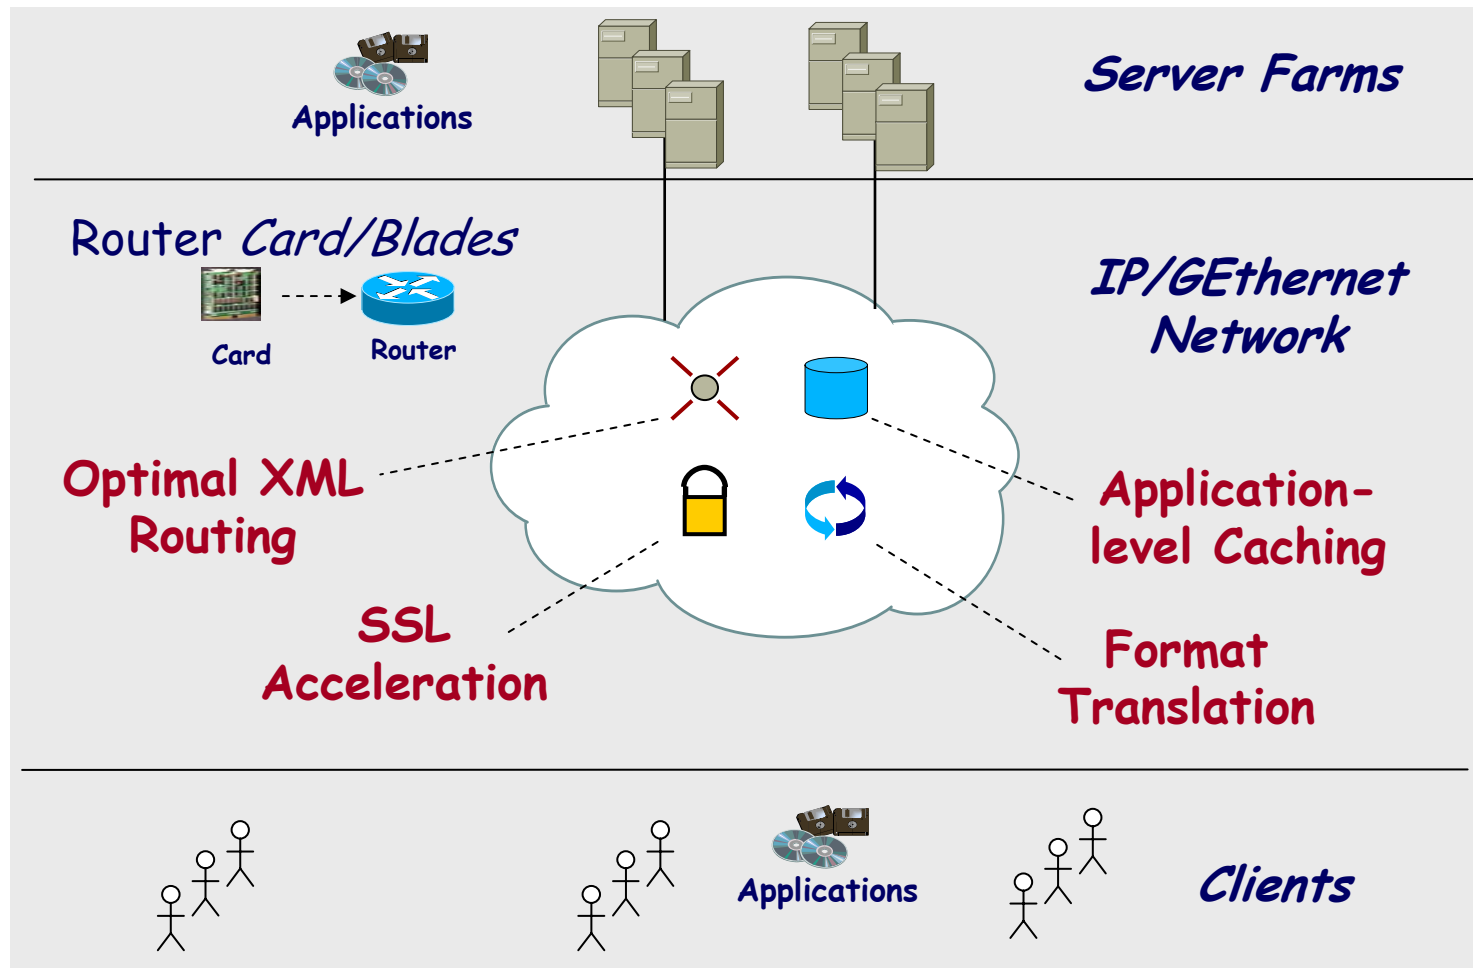 Applications
Server Farms
Router Card/Blades
Card
Router
IP/GEthernet
Network
Optimal XML
Routing
Application-
level Caching
SSL
Acceleration
Format
Translation
Applications
Clients